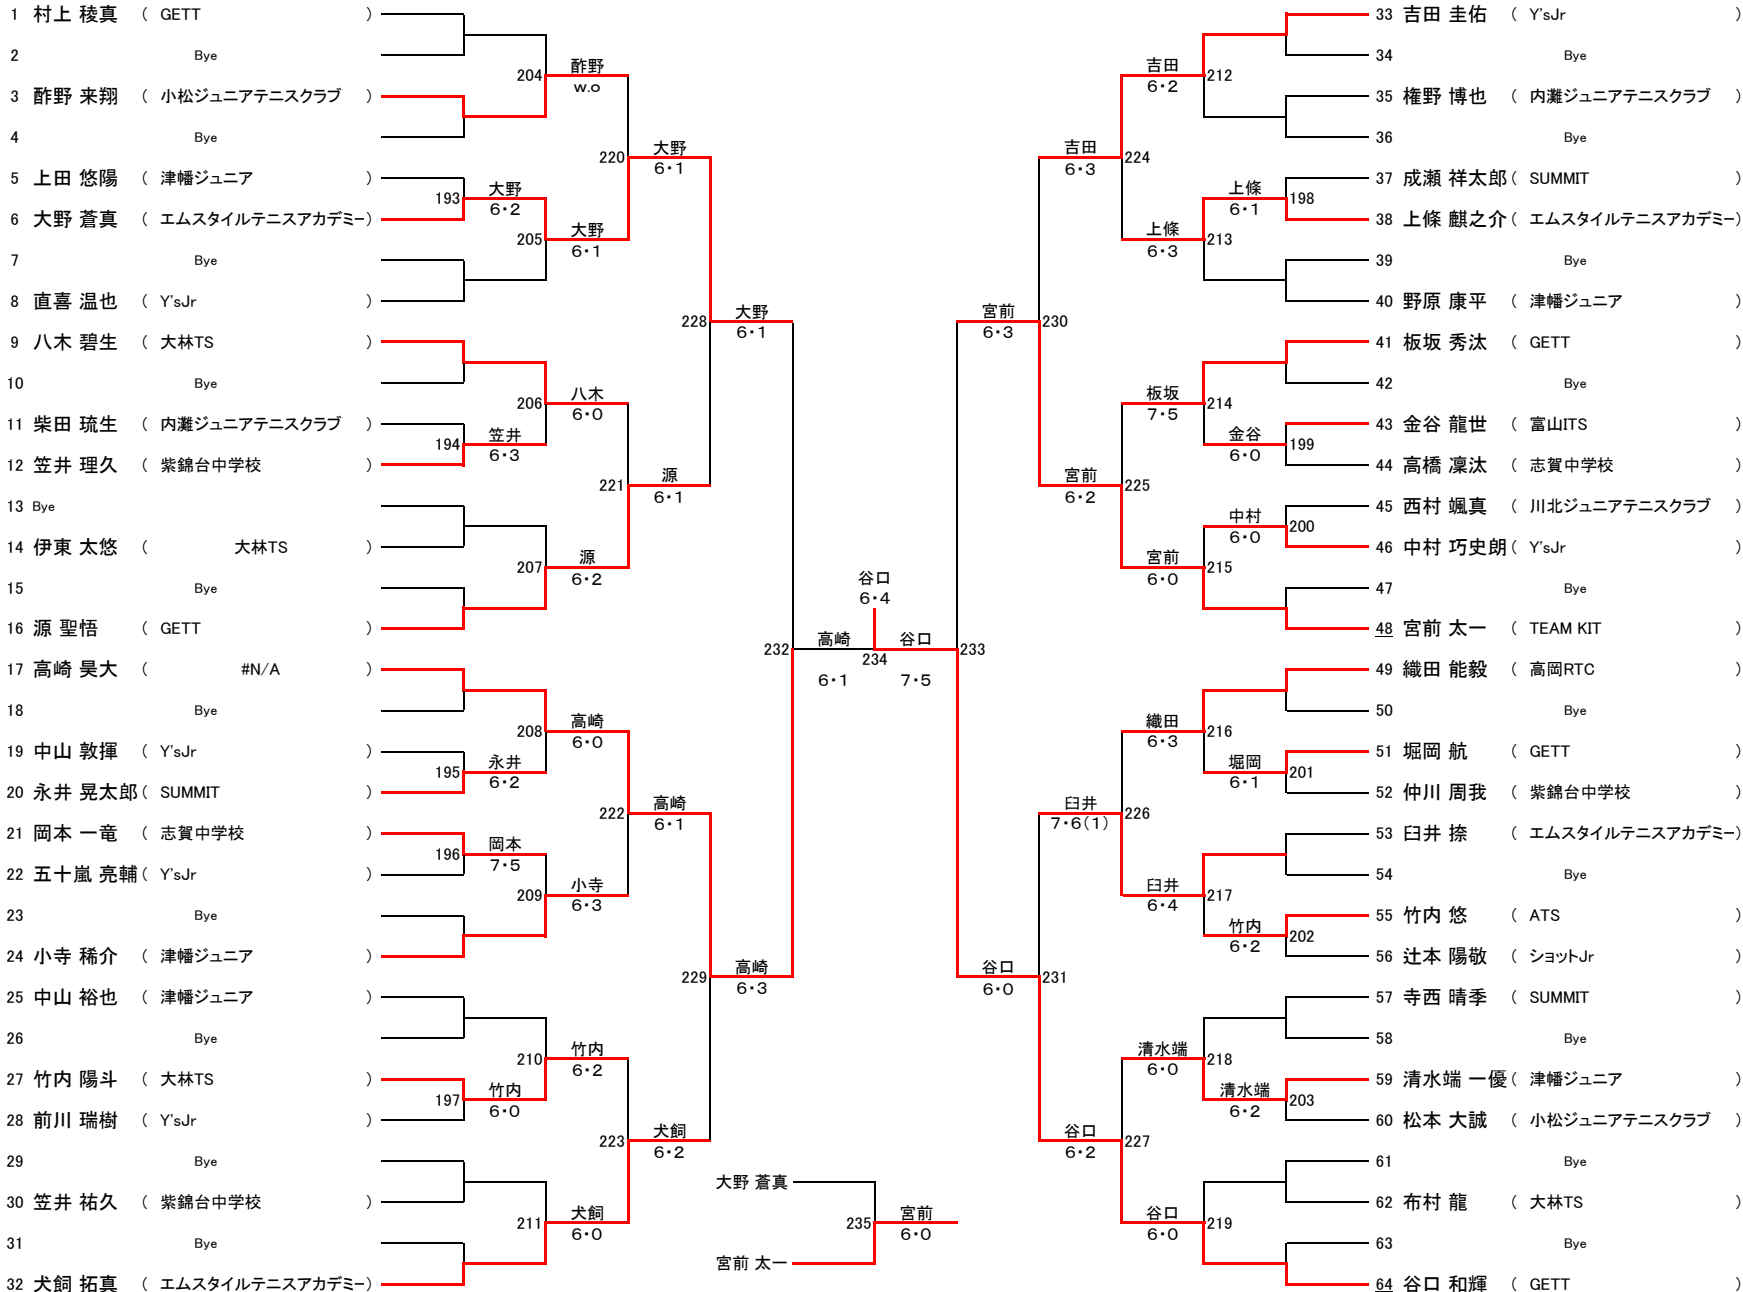 1 村上 稜真 ( GETT )
2 Bye
204 酢野
w.o
3 酢野 来翔 ( 小松ジュニアテニスクラブ )
4 Bye
220 大野
6・1
5 上田 悠陽 ( 津幡ジュニア )
193 大野
6・2
6 大野 蒼真 ( エムスタイルテニスアカデミー)
205 大野
6・1
7 Bye
8 直喜 温也 ( Y'sJr )
228 大野
6・1
9 八木 碧生 ( 大林TS )
10 Bye
206 八木
6・0
11 柴田 琉生 ( 内灘ジュニアテニスクラブ )
194 笠井
6・3
12 笠井 理久 ( 紫錦台中学校 )
221 源
6・1
13 Bye
14 伊東 太悠 ( 大林TS )
207 源
6・2
15 Bye
16 源 聖悟 ( GETT )
232 高崎
6・1
17 高崎 昊大 ( #N/A )
18 Bye
208 高崎
6・0
19 中山 敦揮 ( Y'sJr )
195 永井
6・2
20 永井 晃太郎( SUMMIT )
222 高崎
6・1
21 岡本 一竜 ( 志賀中学校 )
196 岡本
7・5
22 五十嵐 亮輔( Y'sJr )
209 小寺
6・3
23 Bye
24 小寺 稀介 ( 津幡ジュニア )
229 高崎
6・3
25 中山 裕也 ( 津幡ジュニア )
26 Bye
210 竹内
6・2
27 竹内 陽斗 ( 大林TS )
197 竹内
6・0
28 前川 瑞樹 ( Y'sJr )
223 犬飼
6・2
29 Bye
30 笠井 祐久 ( 紫錦台中学校 )
211 犬飼
6・0
31 Bye
32 犬飼 拓真 ( エムスタイルテニスアカデミー)
谷口
6・4
234
谷口 233
7・5
大野 蒼真
235 宮前
6・0
宮前 太一
33 吉田 圭佑 ( Y'sJr )
34 Bye
吉田 212
6・2
35 権野 博也 ( 内灘ジュニアテニスクラブ )
36 Bye
吉田 224
6・3
37 成瀬 祥太郎( SUMMIT )
上條 198
6・1
38 上條 麒之介( エムスタイルテニスアカデミー)
上條 213
6・3
39 Bye
40 野原 康平 ( 津幡ジュニア )
宮前 230
6・3
41 板坂 秀汰 ( GETT )
42 Bye
板坂 214
7・5
43 金谷 龍世 ( 富山ITS )
金谷 199
6・0
44 高橋 凜汰 ( 志賀中学校 )
宮前 225
6・2
45 西村 颯真 ( 川北ジュニアテニスクラブ )
中村 200
6・0
46 中村 巧史朗( Y'sJr )
宮前 215
6・0
47 Bye
48 宮前 太一 ( TEAM KIT )
49 織田 能毅 ( 高岡RTC )
50 Bye
織田 216
6・3
51 堀岡 航 ( GETT )
堀岡 201
6・1
52 仲川 周我 ( 紫錦台中学校 )
臼井 226
7・6(1)
53 臼井 捺 ( エムスタイルテニスアカデミー)
54 Bye
臼井 217
6・4
55 竹内 悠 ( ATS )
竹内 202
6・2
56 辻本 陽敬 ( ショットJr )
谷口 231
6・0
57 寺西 晴季 ( SUMMIT )
58 Bye
清水端 218
6・0
59 清水端 一優( 津幡ジュニア )
清水端 203
6・2
60 松本 大誠 ( 小松ジュニアテニスクラブ )
谷口 227
6・2
61 Bye
62 布村 龍 ( 大林TS )
谷口 219
6・0
63 Bye
64 谷口 和輝 ( GETT )